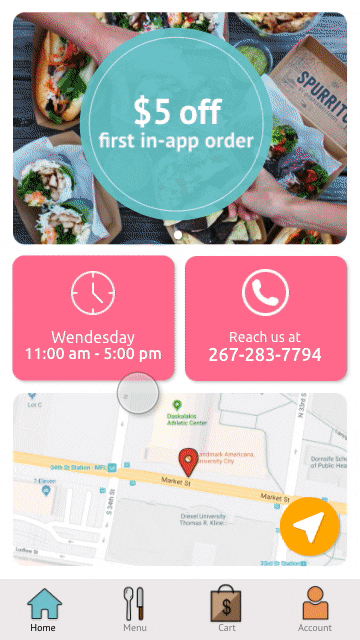 SPURRITO
$5 off
first in-app order
Wendesday
11:00 am - 5:00 pm
Reach us at
267-283-7794
Lot C
Daskalakis
Athletic Center
N 33rd S
Landmark Americana
University City
Dornsife School
of Public Hea
34th St Station - MFL
Market St
7-Eleven
S 34th St
Market St
Drexel University
Thomas R. Kline
Ludlow St
33rd St Station
$
Home
Menu
Cart
Account